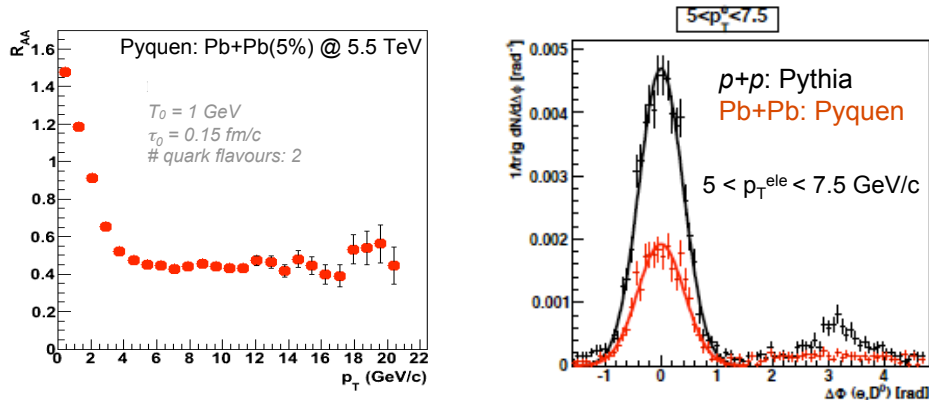 R_AA
Pyquen: Pb+Pb(5%) @ 5.5 TeV
T₀ = 1 GeV
τ₀ = 0.15 fm/c
# quark flavours: 2
1.6
1.4
1.2
1
0.8
0.6
0.4
0.2
0
0 2 4 6 8 10 12 14 16 18 20 22
p_T (GeV/c)
5<p_T^0<7.5
1/trig dN/dΔϕ [rad⁻¹]
p+p: Pythia
Pb+Pb: Pyquen
5 < p_T^ele < 7.5 GeV/c
0.005
0.004
0.003
0.002
0.001
0
-1 0 1 2 3 4
ΔΦ (e,D⁰) [rad]